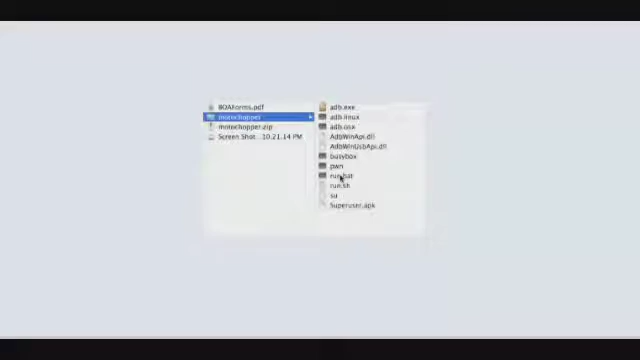 BOAForms.pdf
motochopper
motochopper.zip
Screen Shot...10.21.14 PM
adb.exe
adb.linux
adb.osx
AdbWinApi.dll
AdbWinUsbApi.dll
busybox
pwn
run.bat
run.sh
su
Superuser.apk